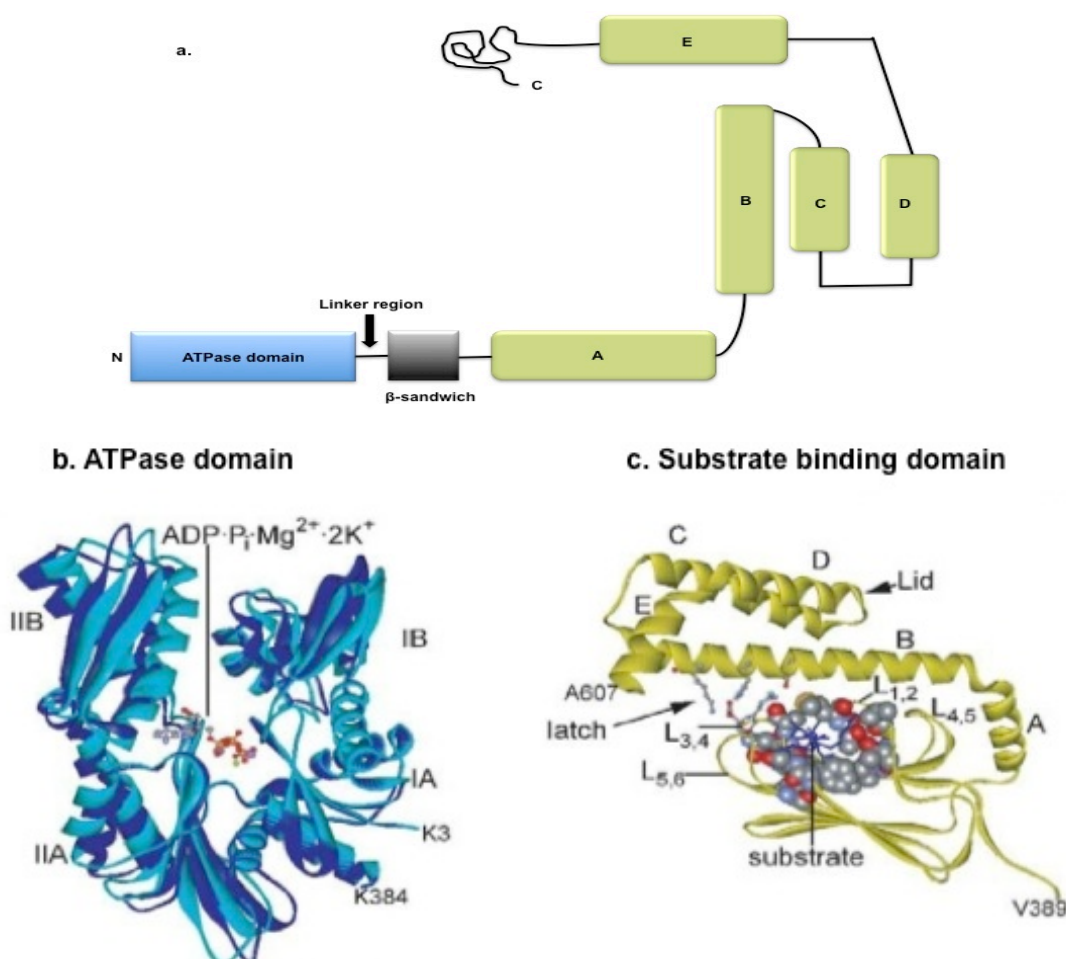 a.
E
C
B
C
D
Linker region
N
ATPase domain
A
β-sandwich
b. ATPase domain
c. Substrate binding domain
ADP·Pi·Mg2+·2K+
IIB
IB
IA
IIA
K3
K384
C
D
Lid
E
B
A607
L1,2
L4,5
latch
A
L3,4
L5,6
substrate
V389